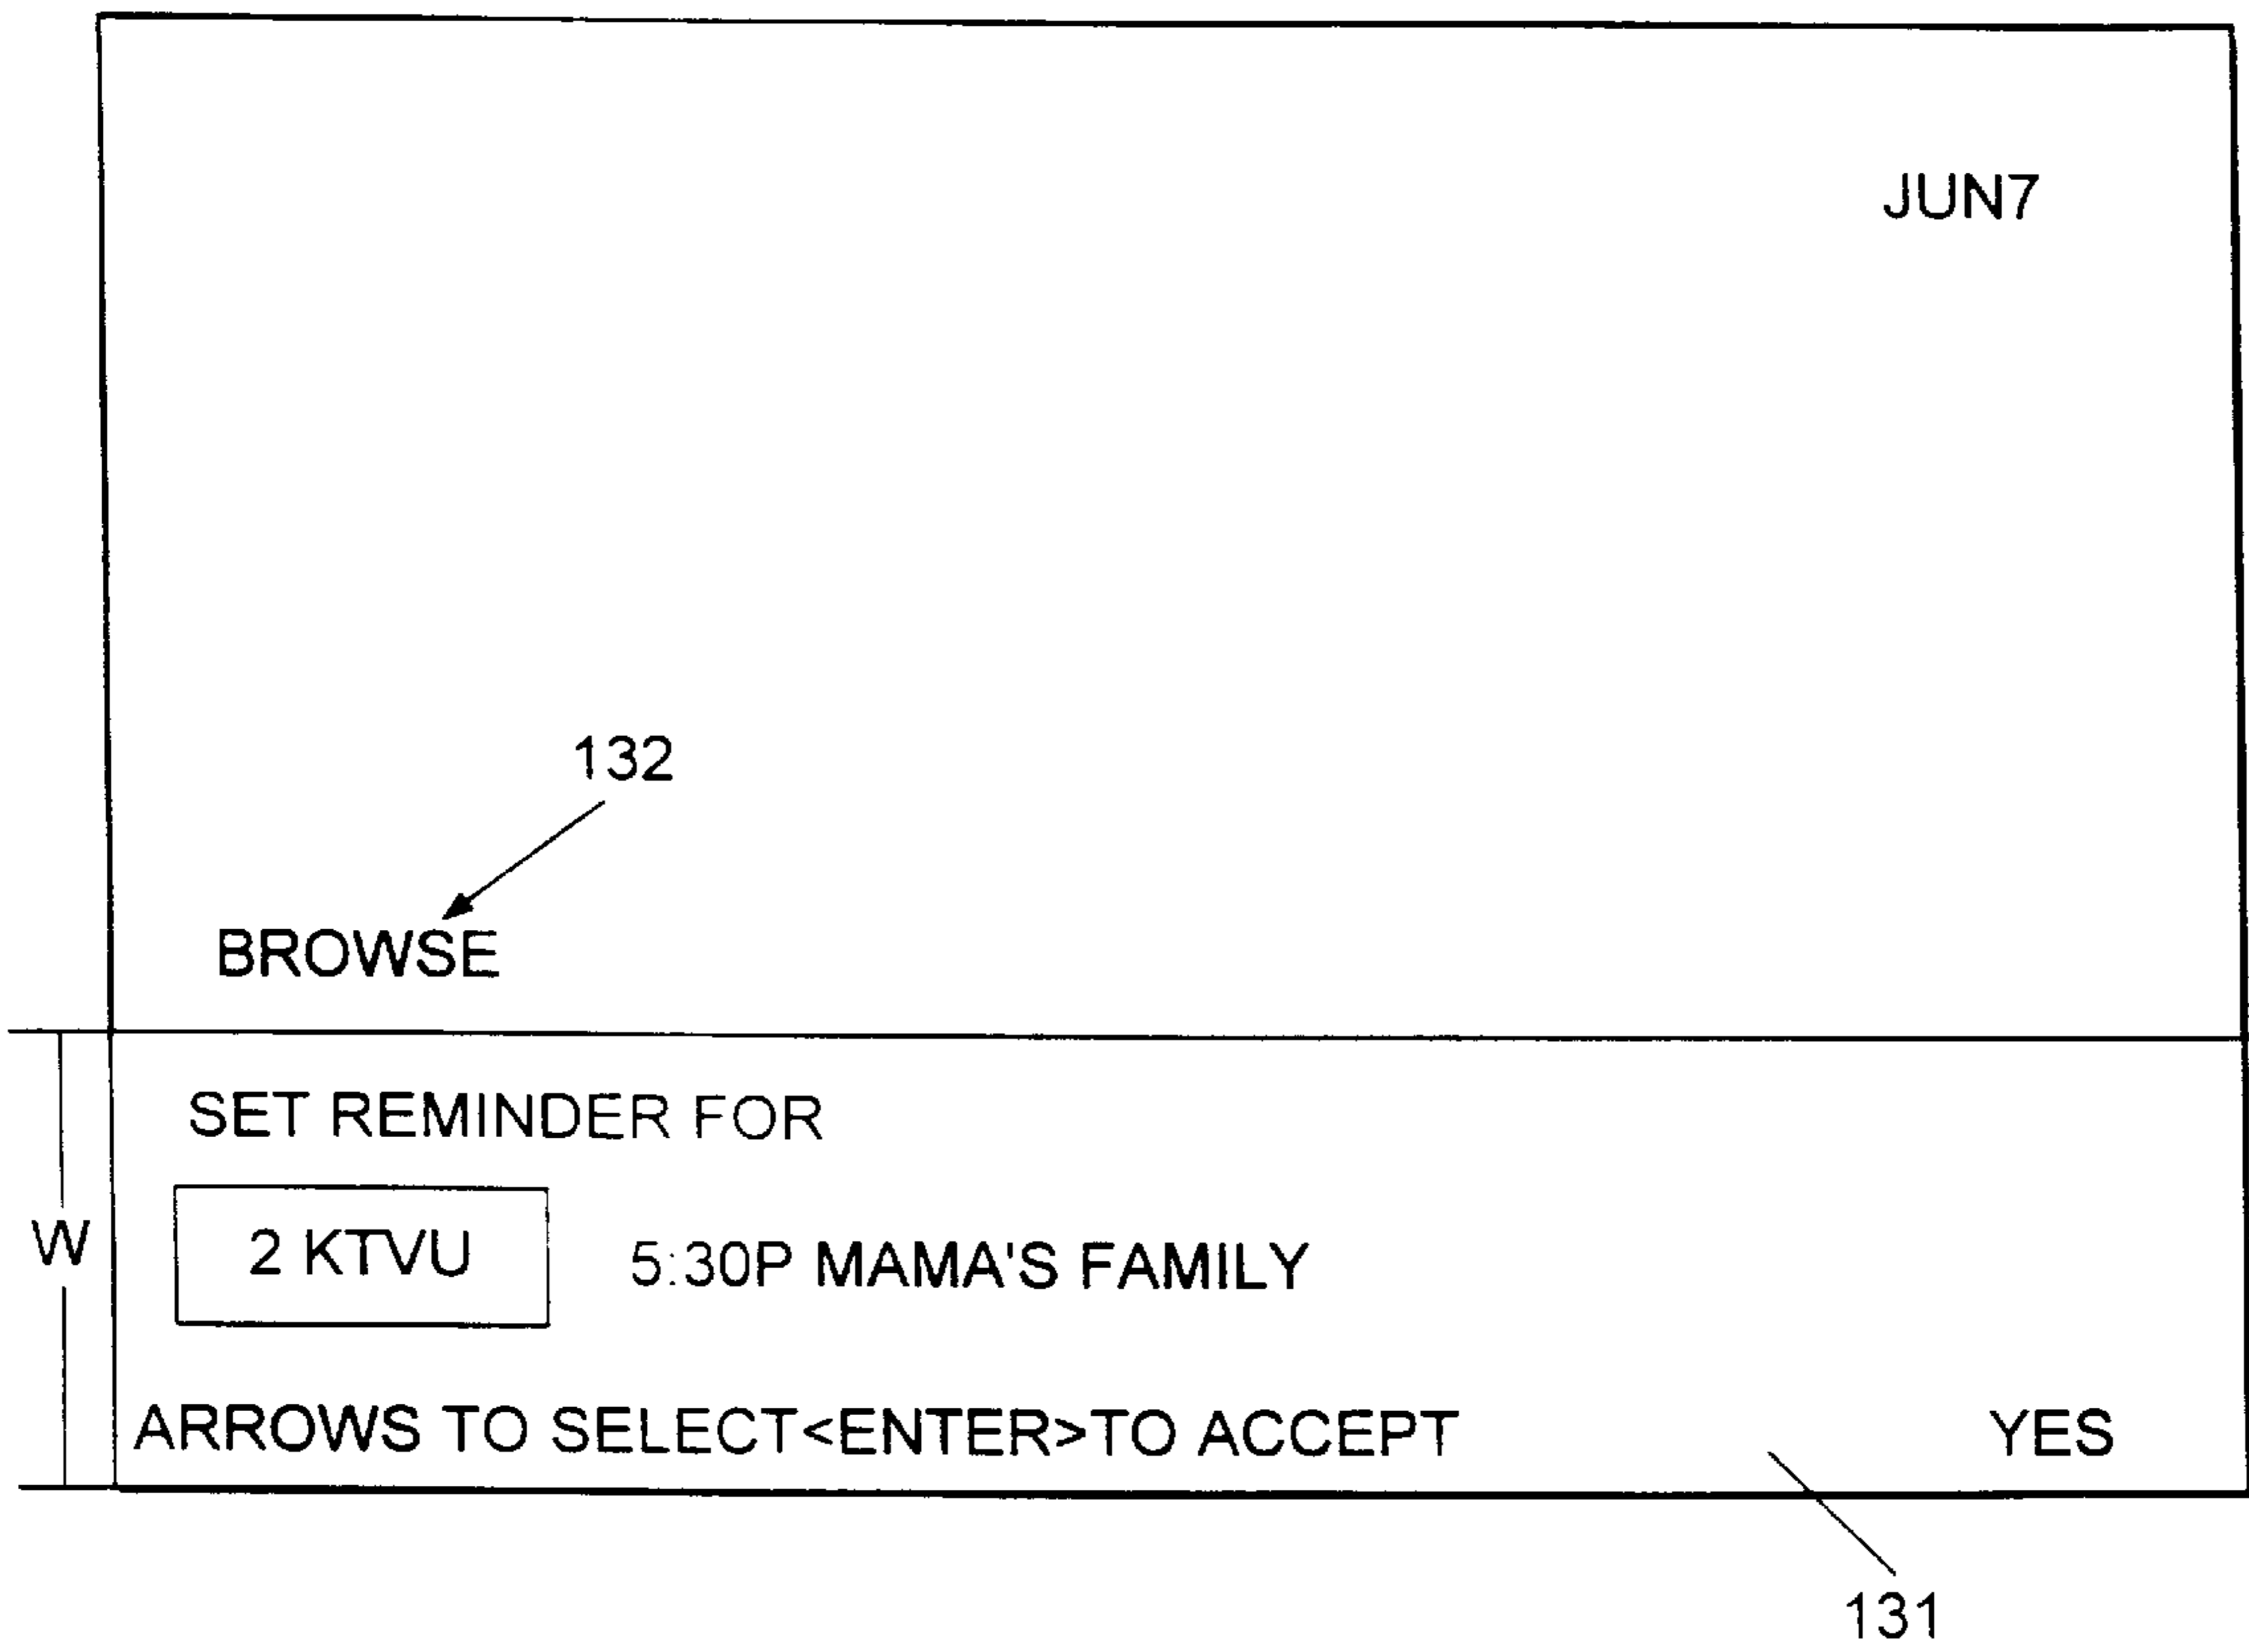 JUN7
132
BROWSE
SET REMINDER FOR
W
2 KTVU 5:30P MAMA'S FAMILY
ARROWS TO SELECT<ENTER>TO ACCEPT YES
131